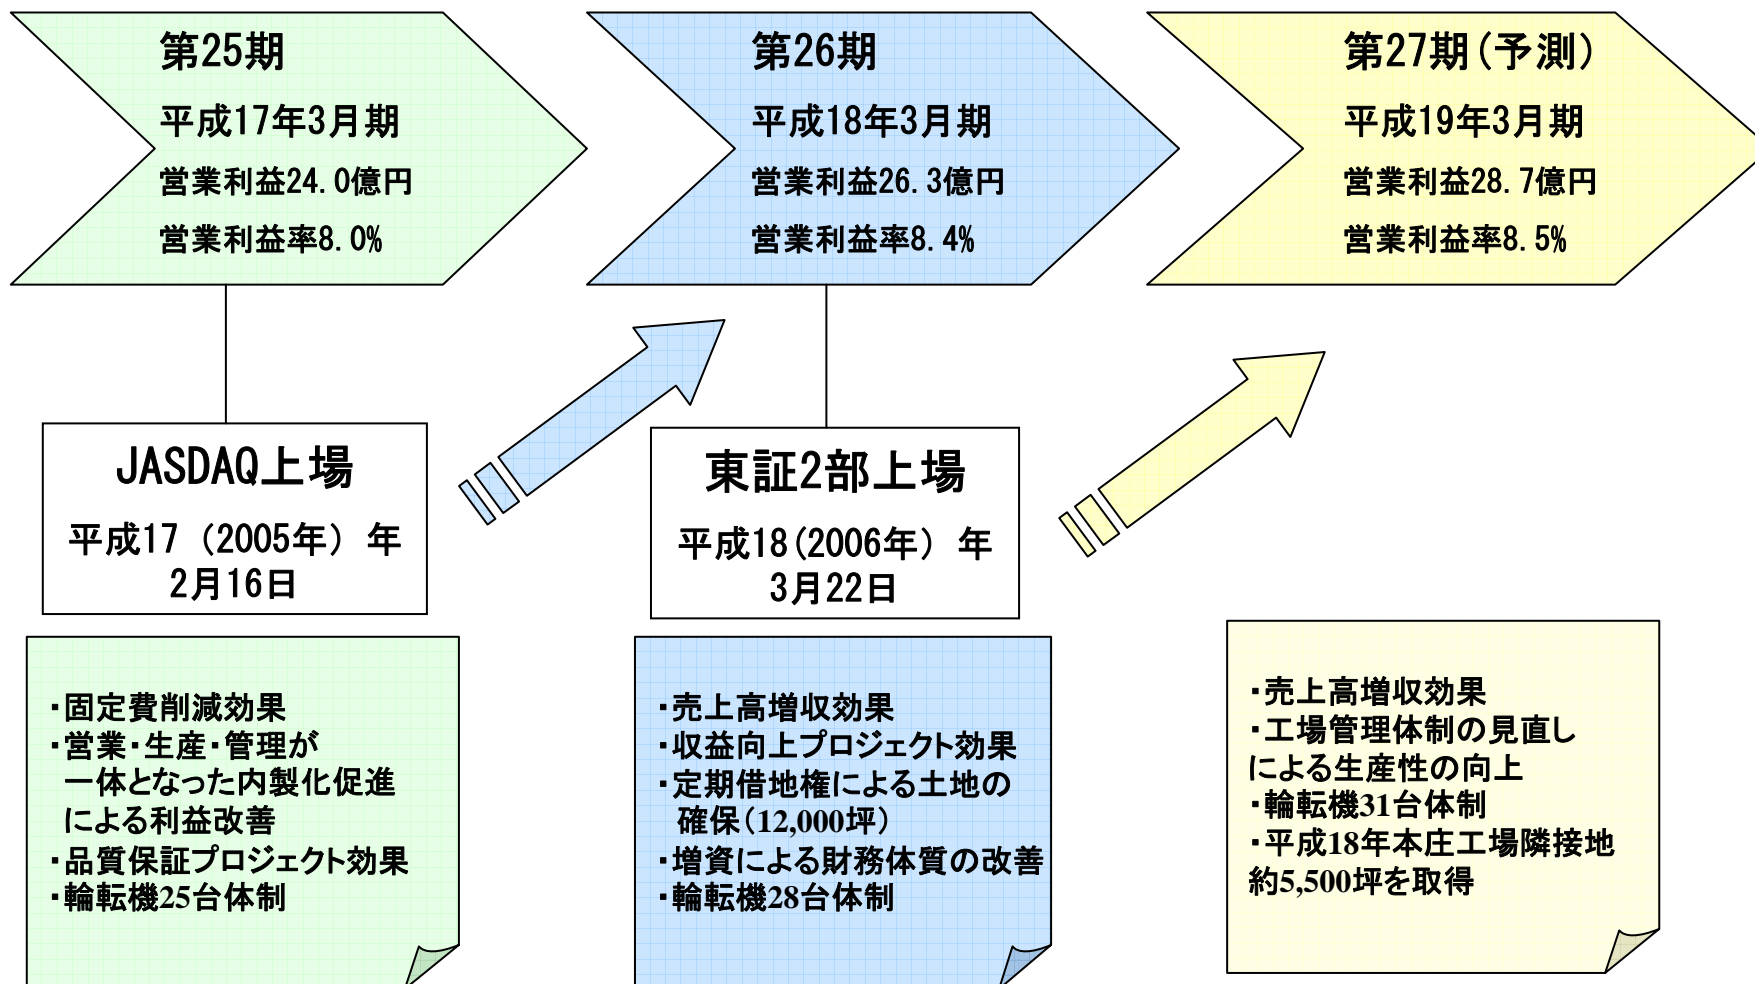 第25期
平成17年3月期
営業利益24.0億円
営業利益率8.0%
第26期
平成18年3月期
営業利益26.3億円
営業利益率8.4%
第27期(予測)
平成19年3月期
営業利益28.7億円
営業利益率8.5%
JASDAQ上場
平成17（2005年）年
2月16日
東証2部上場
平成18(2006年）年
3月22日
・固定費削減効果
・営業・生産・管理が
一体となった内製化促進
による利益改善
・品質保証プロジェクト効果
・輪転機25台体制
・売上高増収効果
・収益向上プロジェクト効果
・定期借地権による土地の
確保（12,000坪）
・増資による財務体質の改善
・輪転機28台体制
・売上高増収効果
・工場管理体制の見直し
による生産性の向上
・輪転機31台体制
・平成18年本庄工場隣接地
約5,500坪を取得